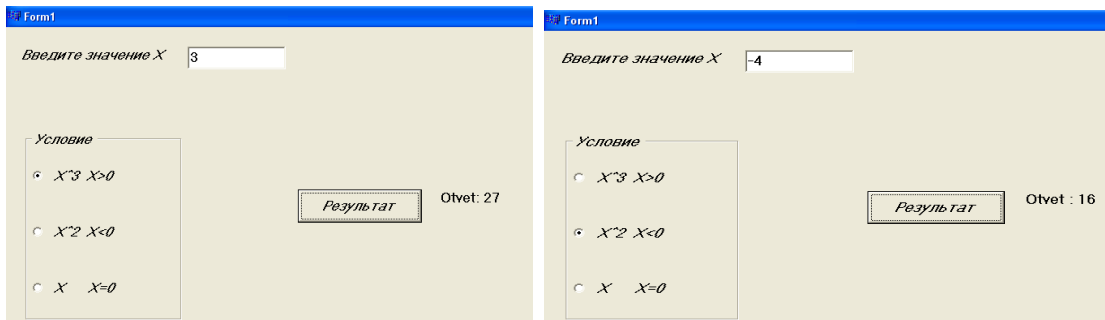 Form1
Введите значение X
3
Условие
X^3 X>0
X^2 X<0
X X=0
Результат
Otvet: 27
Form1
Введите значение X
-4
Условие
X^3 X>0
X^2 X<0
X X=0
Результат
Otvet : 16